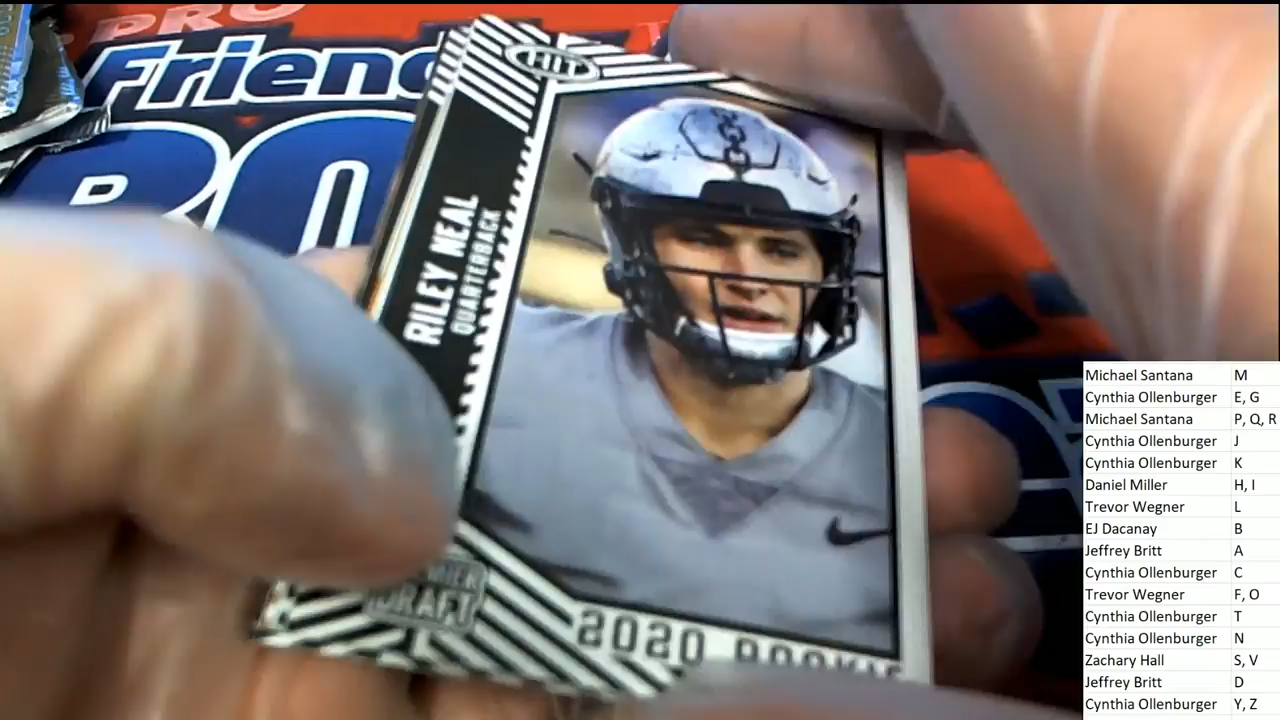 PRO
Friend
HIT
RILEY NEAL
QUARTERBACK
DRAFT
2020 ROOKIE
Michael Santana M
Cynthia Ollenburger E, G
Michael Santana P, Q, R
Cynthia Ollenburger J
Cynthia Ollenburger K
Daniel Miller H, I
Trevor Wegner L
EJ Dacanay B
Jeffrey Britt A
Cynthia Ollenburger C
Trevor Wegner F, O
Cynthia Ollenburger T
Cynthia Ollenburger N
Zachary Hall S, V
Jeffrey Britt D
Cynthia Ollenburger Y, Z